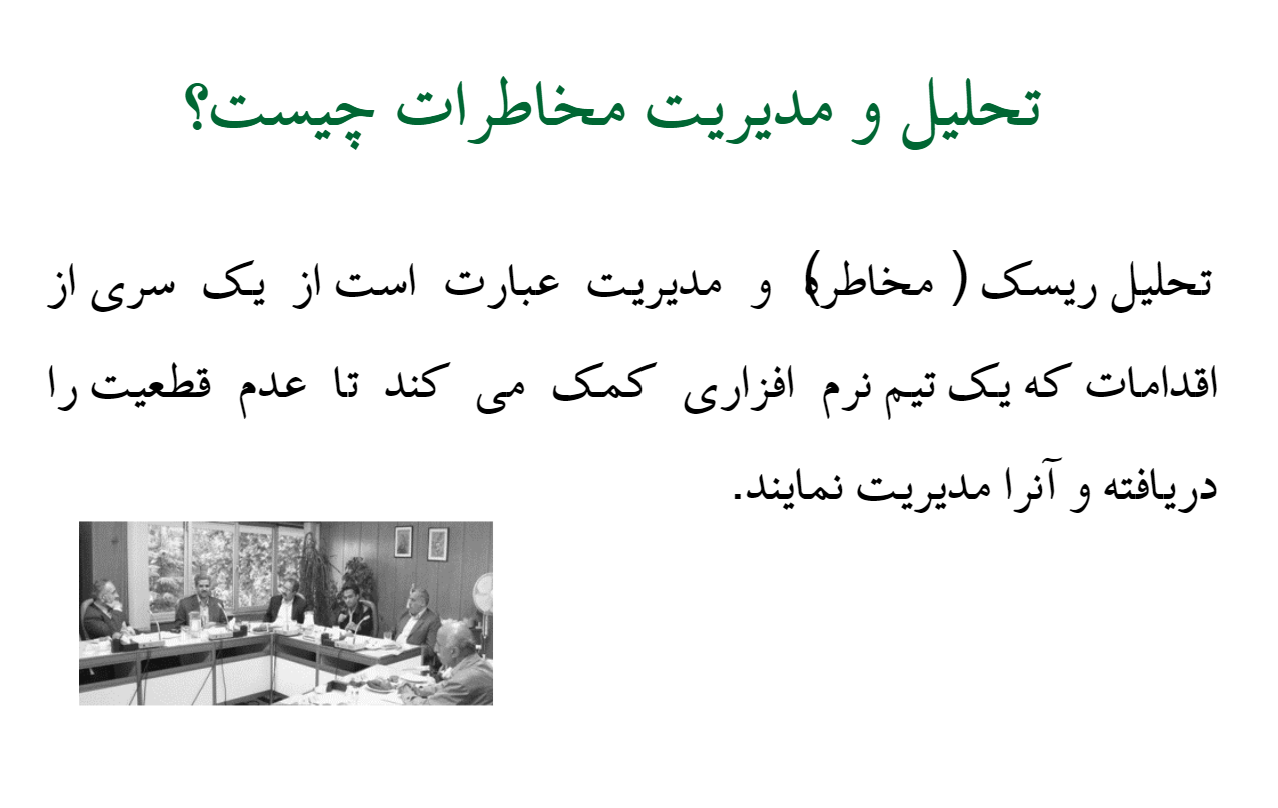 تحلیل و مدیریت مخاطرات چیست؟
تحلیل ریسک ( مخاطره) و مدیریت عبارت است از یک سری از
اقدامات که یک تیم نرم افزاری کمک می کند تا عدم قطعیت را
دریافته و آنرا مدیریت نمایند.